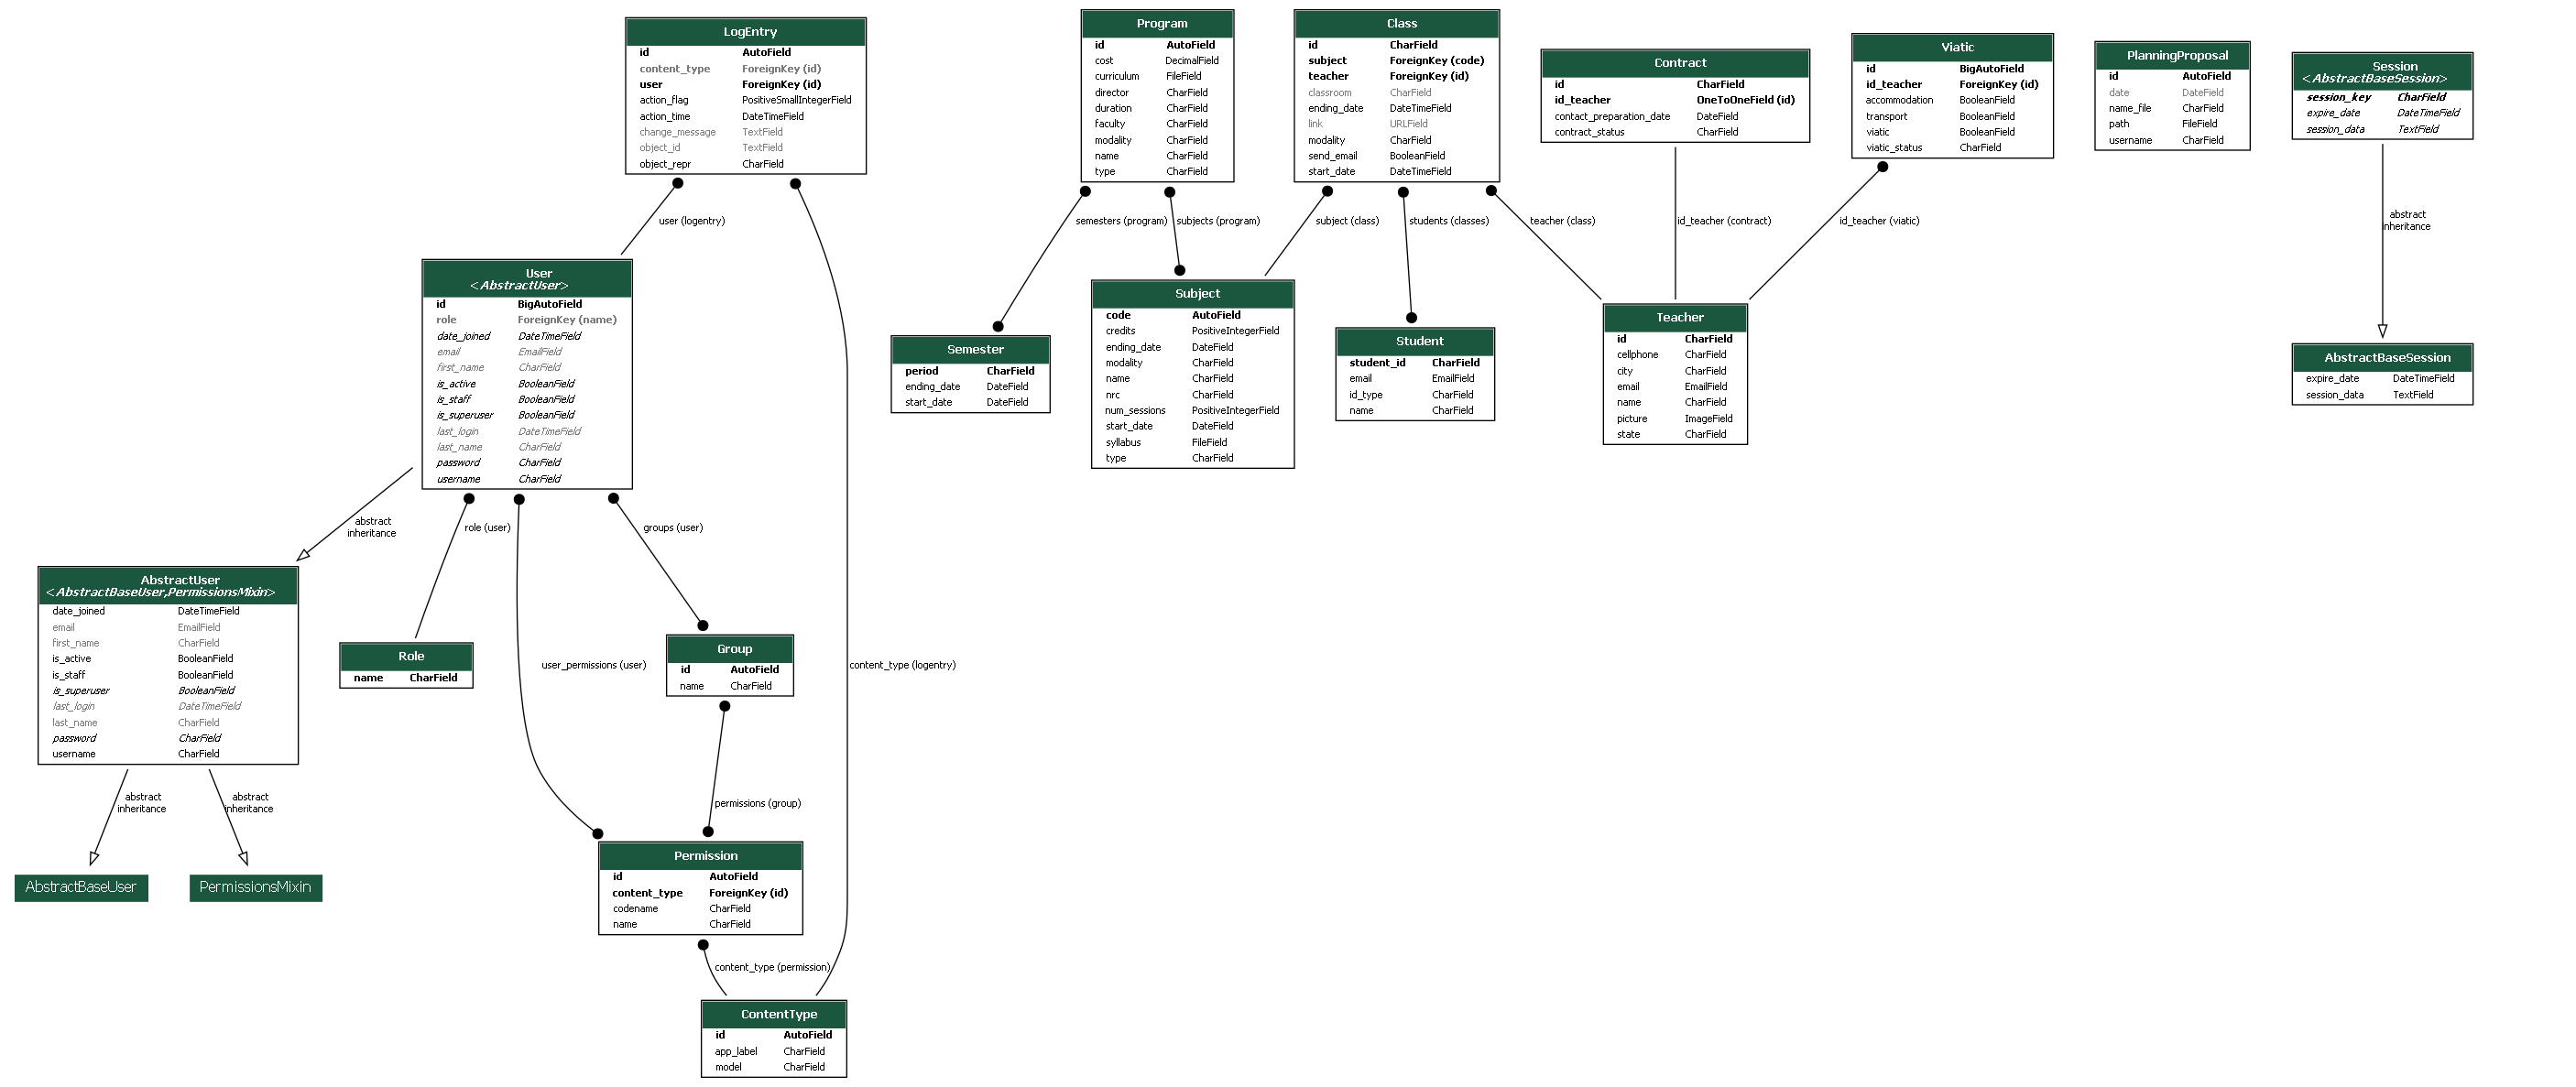 LogEntry
id AutoField
content_type ForeignKey (id)
user ForeignKey (id)
action_flag PositiveSmallIntegerField
action_time DateTimeField
change_message TextField
object_id TextField
object_repr CharField
Program
id AutoField
cost DecimalField
curriculum FileField
director CharField
duration CharField
faculty CharField
modality CharField
name CharField
type CharField
Class
id CharField
subject ForeignKey (code)
teacher ForeignKey (id)
classroom CharField
ending_date DateTimeField
link URLField
modality CharField
send_email BooleanField
start_date DateTimeField
Contract
id CharField
id_teacher OneToOneField (id)
contact_preparation_date DateField
contract_status CharField
Viatic
id BigAutoField
id_teacher ForeignKey (id)
accommodation BooleanField
transport BooleanField
viatic BooleanField
viatic_status CharField
PlanningProposal
id AutoField
date DateField
name_file CharField
path FileField
username CharField
Session
<AbstractBaseSession>
session_key CharField
expire_date DateTimeField
session_data TextField
user (logentry)
semesters (program)
subjects (program)
subject (class)
students (classes)
teacher (class)
id_teacher (contract)
id_teacher (viatic)
abstract
inheritance
User
<AbstractUser>
id BigAutoField
role ForeignKey (name)
date_joined DateTimeField
email EmailField
first_name CharField
is_active BooleanField
is_staff BooleanField
is_superuser BooleanField
last_login DateTimeField
last_name CharField
password CharField
username CharField
Semester
period CharField
ending_date DateField
start_date DateField
Subject
code AutoField
credits PositiveIntegerField
ending_date DateField
modality CharField
name CharField
nrc CharField
num_sessions PositiveIntegerField
start_date DateField
syllabus FileField
type CharField
Student
student_id CharField
email EmailField
id_type CharField
name CharField
Teacher
id CharField
cellphone CharField
city CharField
email EmailField
name CharField
picture ImageField
state CharField
AbstractBaseSession
expire_date DateTimeField
session_data TextField
abstract
inheritance
role (user)
groups (user)
AbstractUser
<AbstractBaseUser,PermissionsMixin>
date_joined DateTimeField
email EmailField
first_name CharField
is_active BooleanField
is_staff BooleanField
is_superuser BooleanField
last_login DateTimeField
last_name CharField
password CharField
username CharField
Role
name CharField
user_permissions (user)
Group
id AutoField
name CharField
content_type (logentry)
abstract
inheritance
abstract
inheritance
permissions (group)
AbstractBaseUser
PermissionsMixin
Permission
id AutoField
content_type ForeignKey (id)
codename CharField
name CharField
content_type (permission)
ContentType
id AutoField
app_label CharField
model CharField